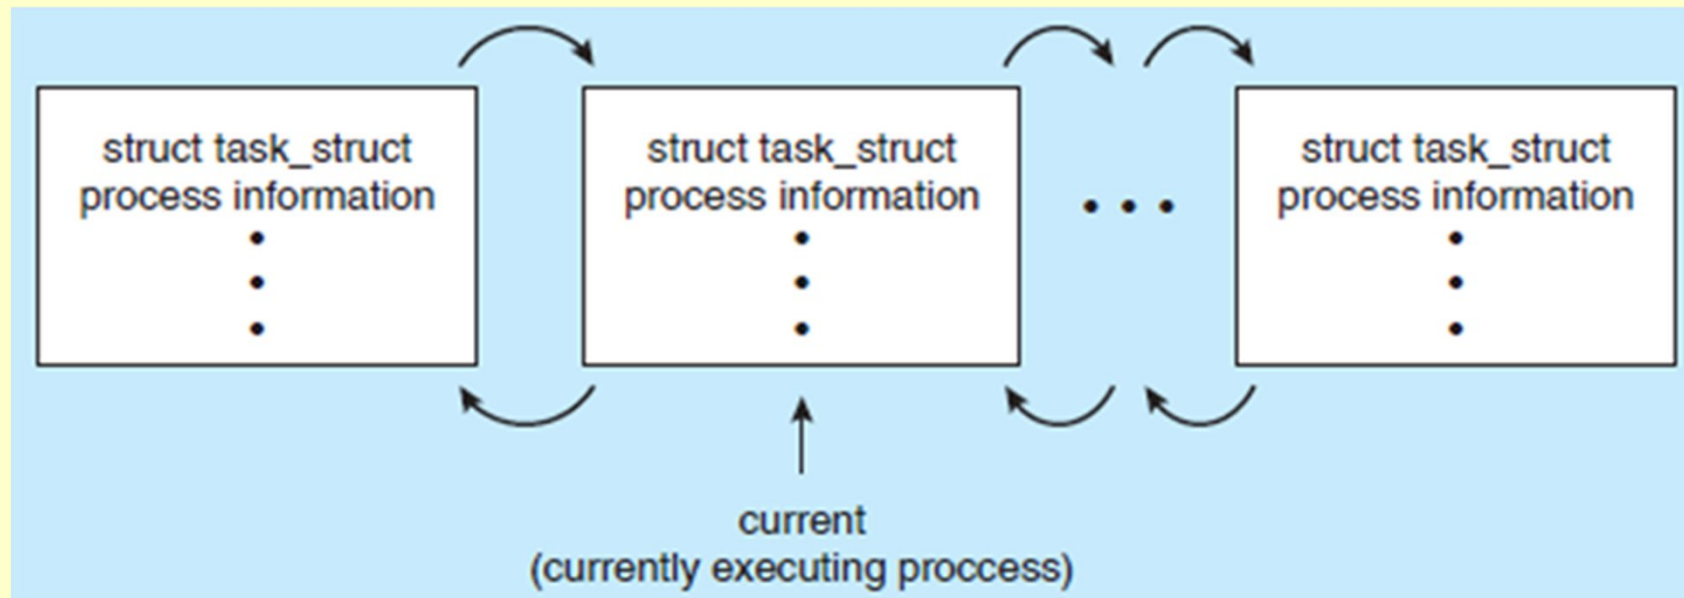 struct task_struct
process information
struct task_struct
process information
struct task_struct
process information
current
(currently executing proccess)